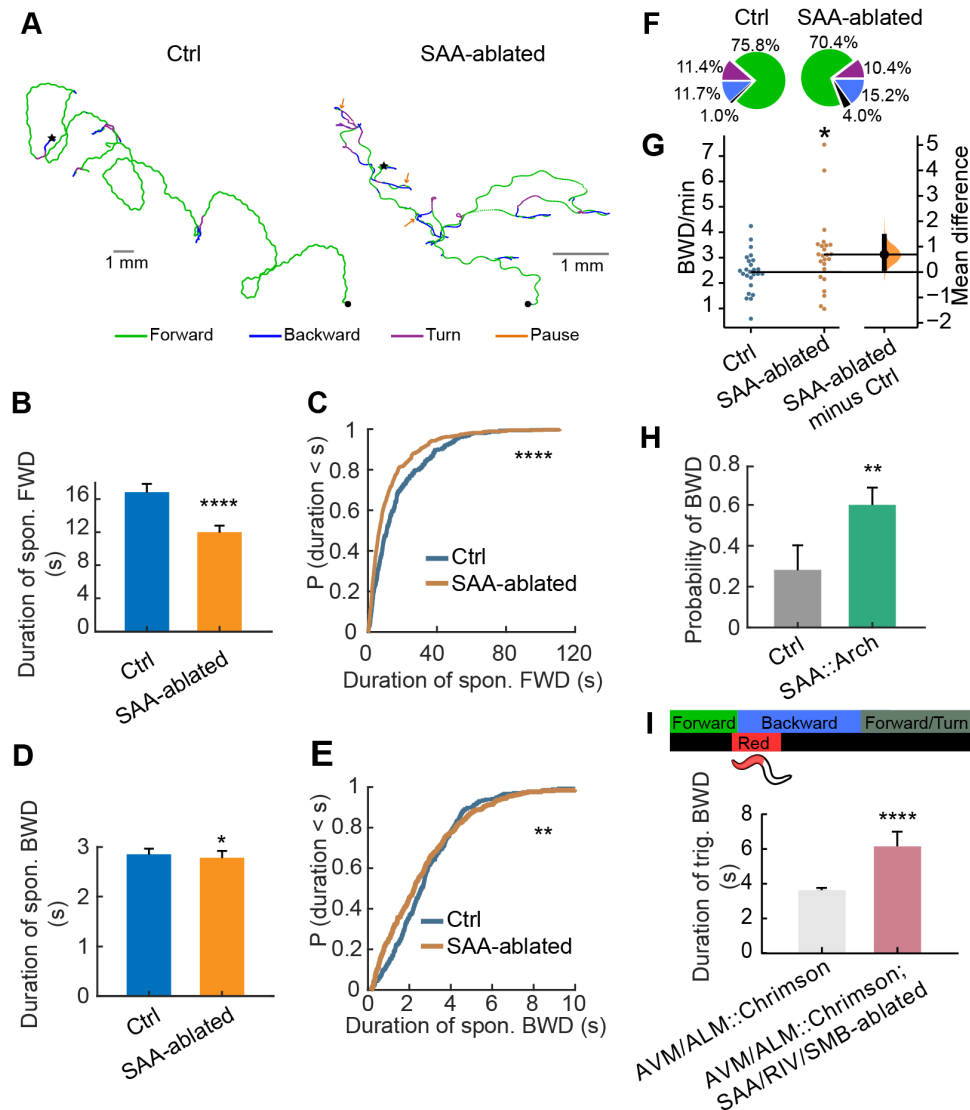 A
Ctrl
SAA-ablated
1 mm
1 mm
Forward
Backward
Turn
Pause
B
Duration of spon. FWD
(s)
16
12
8
4
0
****
Ctrl
SAA-ablated
C
P (duration < s)
1
0.8
0.6
0.4
0.2
0
****
Ctrl
SAA-ablated
0
40
80
120
Duration of spon. FWD (s)
D
Duration of spon. BWD
(s)
3
2
1
0
*
Ctrl
SAA-ablated
E
P (duration < s)
1
0.8
0.6
0.4
0.2
**
Ctrl
SAA-ablated
0
2
4
6
8
10
Duration of spon. BWD (s)
F
Ctrl
SAA-ablated
75.8%
11.4%
11.7%
1.0%
70.4%
10.4%
15.2%
4.0%
G
*
BWD/min
7
6
5
4
3
2
1
5
4
3
2
1
0
−1
−2
Mean difference
Ctrl
SAA-ablated
SAA-ablated
minus Ctrl
H
Probability of BWD
0.8
0.6
0.4
0.2
0
**
Ctrl
SAA::Arch
I
Forward
Backward
Forward/Turn
Red
Duration of trig. BWD
(s)
8
6
4
2
0
****
AVM/ALM::Chrimson
AVM/ALM::Chrimson;
SAA/RIV/SMB-ablated